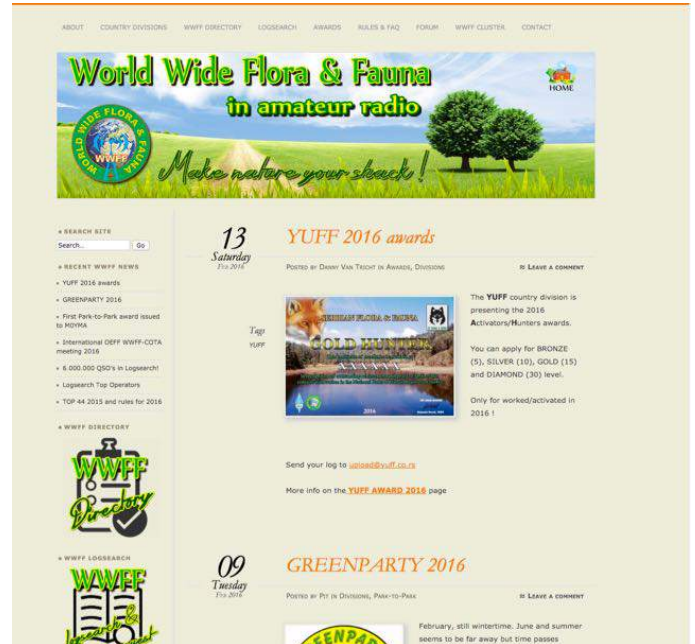 ABOUT COUNTRY DIVISIONS WWFF DIRECTORY LOGSEARCH AWARDS RULES & FAQ FORUM WWFF CLUSTER CONTACT
World Wide Flora & Fauna
in amateur radio
HOME
WORLD WIDE FLORA & FAUNA
WWFF
Make nature your shack !
SEARCH SITE
Search... Go
RECENT WWFF NEWS
YUFF 2016 awards
GREENPARTY 2016
First Park-to-Park award issued
to M0YMA
International OEFF WWFF-COTA
meeting 2016
6.000.000 QSO's in Logsearch!
Logsearch Top Operators
TOP 44 2015 and rules for 2016
WWFF DIRECTORY
WWFF
Directory
WWFF LOGSEARCH
WWFF
Logsearch &
13
Saturday
Feb 2016
YUFF 2016 awards
Posted by Danny Van Tricht in Awards, Divisions
Leave a comment
Tags
YUFF
SERBIAN FLORA & FAUNA
GOLD HUNTER
XXXXXX
2016
The YUFF country division is
presenting the 2016
Activators/Hunters awards.
You can apply for BRONZE
(5), SILVER (10), GOLD (15)
and DIAMOND (30) level.
Only for worked/activated in
2016 !
Send your log to upload@yuff.co.rs
More info on the YUFF AWARD 2016 page
09
Tuesday
Feb 2016
GREENPARTY 2016
Posted by Pit in Divisions, Park-to-Park
Leave a comment
February, still wintertime. June and summer
seems to be far away but time passes